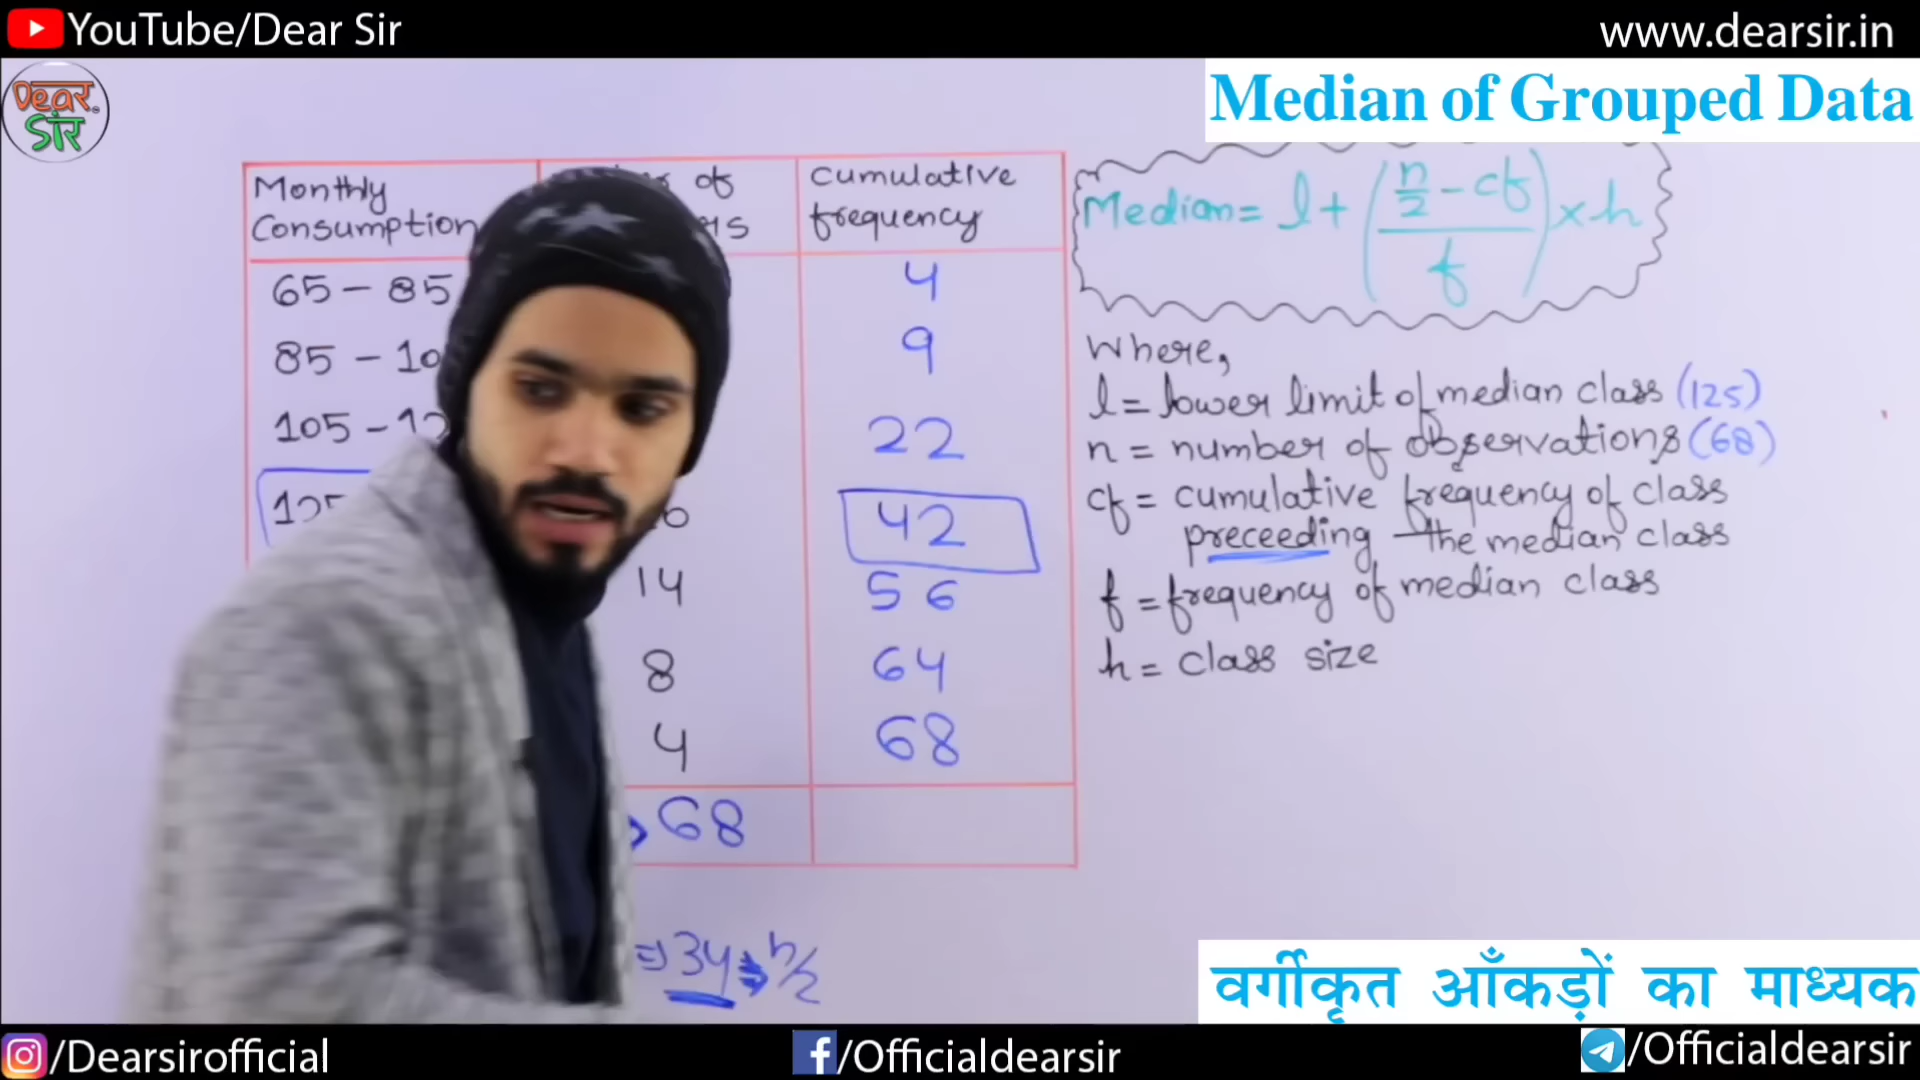 YouTube/Dear Sir
www.dearsir.in
Dear
सर
Median of Grouped Data
Monthly
Consumption
of
Cumulative
frequency
Median = l + (n/2 - cf / f) × h
65 - 85
4
85 - 10
9
105 - 12
22
125
42
14
56
8
64
4
68
68
Where,
l = lower limit of median class (125)
n = number of observations (68)
cf = cumulative frequency of class
preceeding the median class
f = frequency of median class
h = class size
⇒ 34 → n/2
वर्गीकृत आँकड़ों का माध्यक
/Dearsirofficial
/Officialdearsir
/Officialdearsir